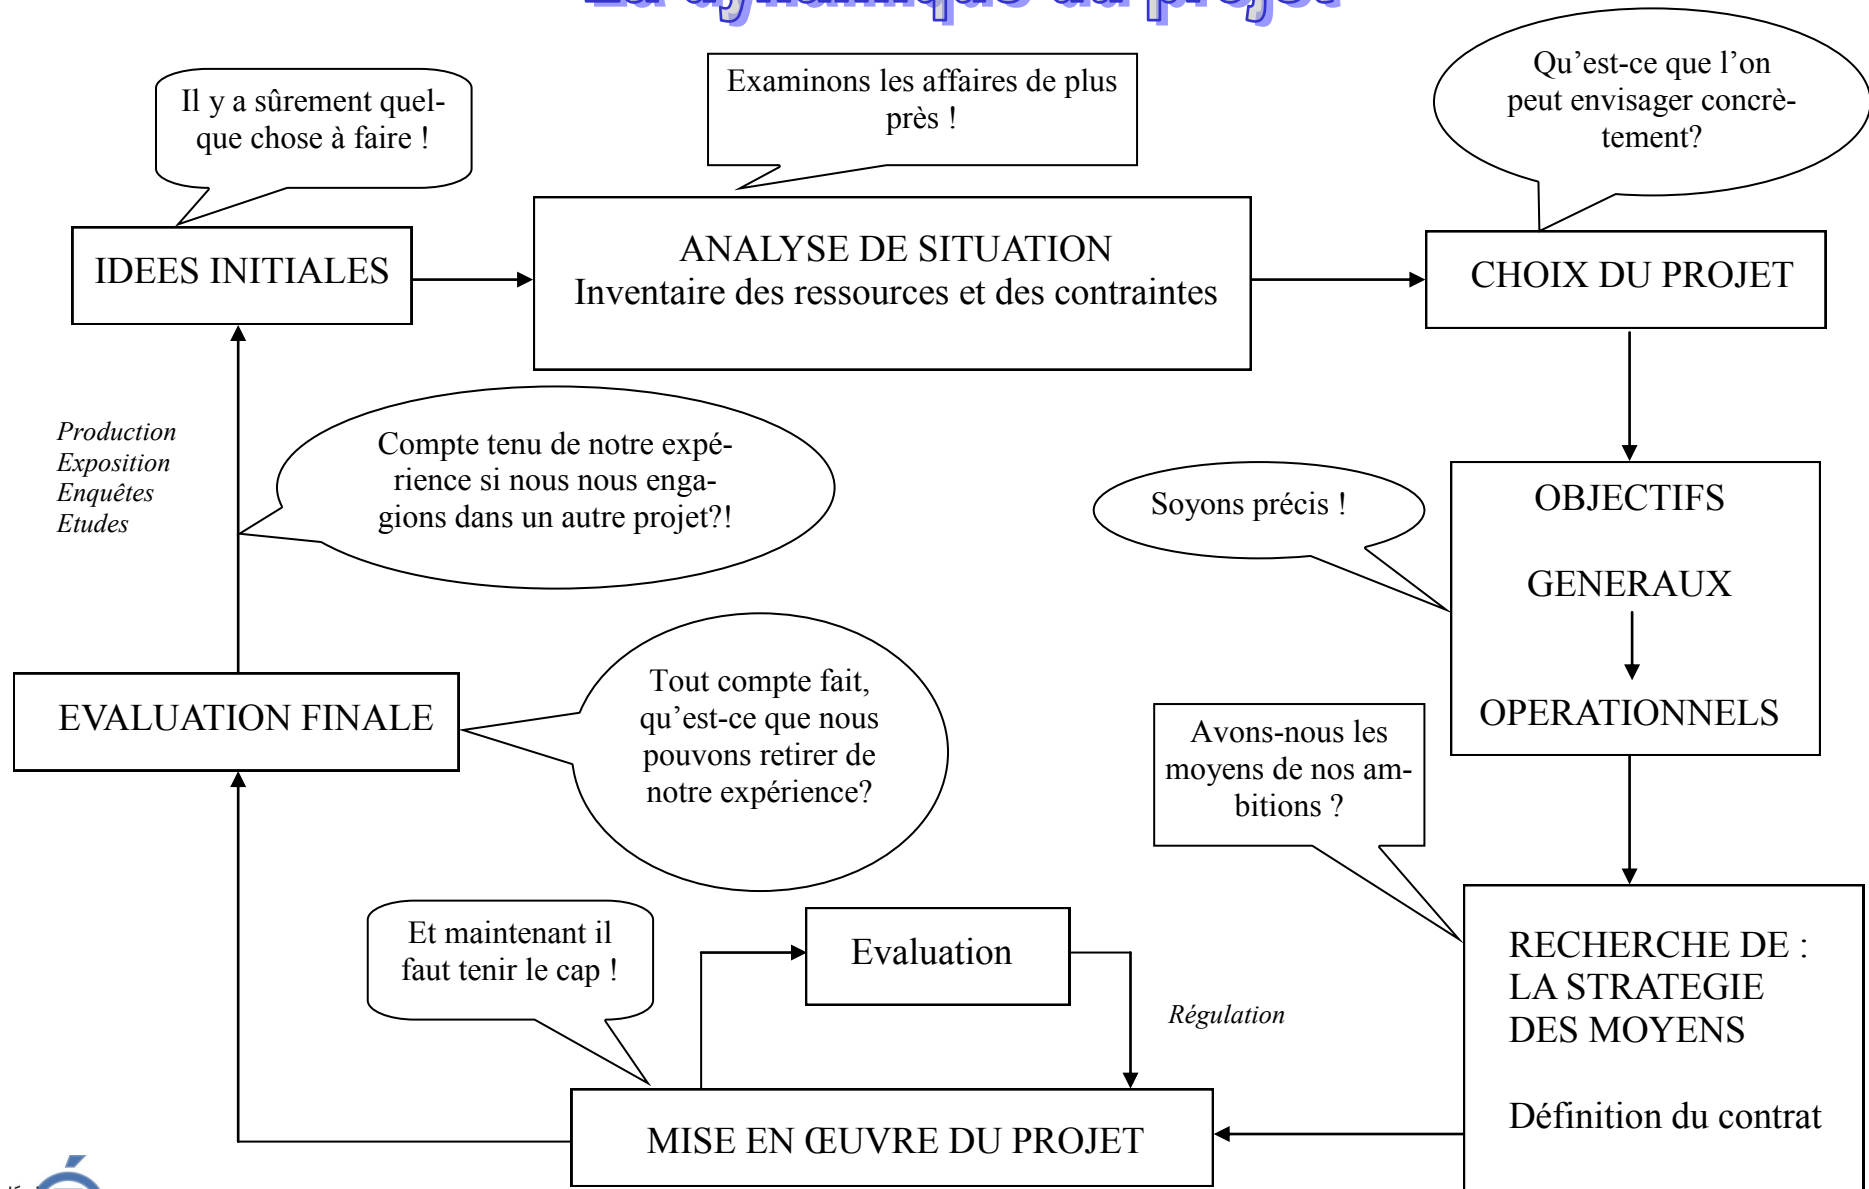 La dynamique du projet
Il y a sûrement quel-
que chose à faire !
Examinons les affaires de plus
près !
Qu’est-ce que l’on
peut envisager concrè-
tement?
IDEES INITIALES
ANALYSE DE SITUATION
Inventaire des ressources et des contraintes
CHOIX DU PROJET
Production
Exposition
Enquêtes
Etudes
Compte tenu de notre expé-
rience si nous nous enga-
gions dans un autre projet?!
Soyons précis !
OBJECTIFS
GENERAUX
OPERATIONNELS
EVALUATION FINALE
Tout compte fait,
qu’est-ce que nous
pouvons retirer de
notre expérience?
Avons-nous les
moyens de nos am-
bitions ?
Et maintenant il
faut tenir le cap !
Evaluation
Régulation
RECHERCHE DE :
LA STRATEGIE
DES MOYENS
Définition du contrat
MISE EN ŒUVRE DU PROJET